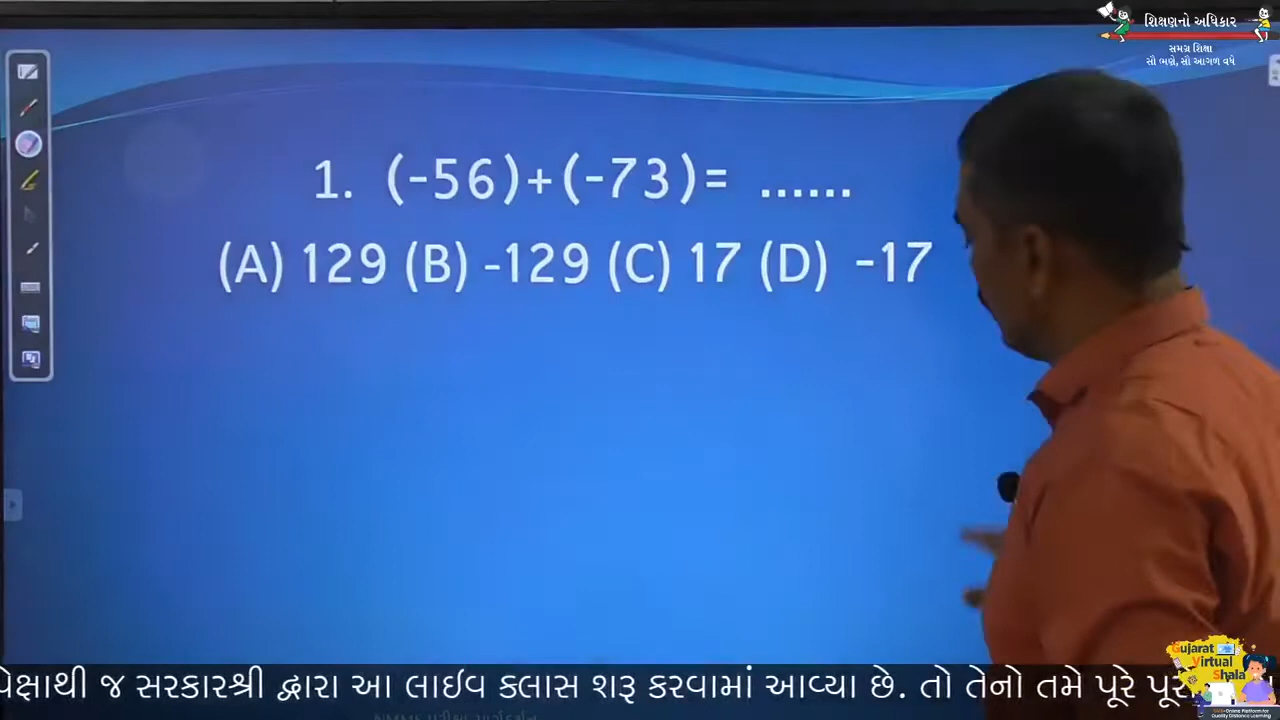 શિક્ષણનો અધિકાર
સમગ્ર શિક્ષા
સૌ ભણે, સૌ આગળ વધે
1. (-56)+(-73)= ......
(A) 129 (B) -129 (C) 17 (D) -17
જ સરકારશ્રી દ્વારા આ લાઈવ ક્લાસ શરૂ કરવામાં આવ્યા છે. તો તેનો તમે પૂરે
Gujarat
Virtual
Shala